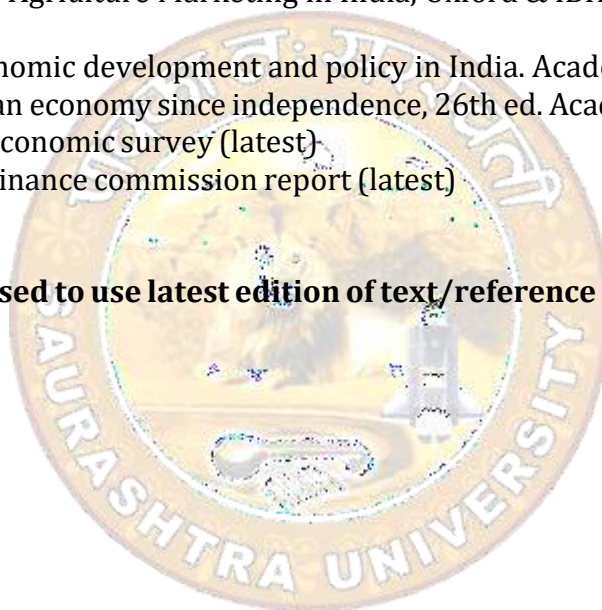 Agriculture Marketing in India, Oxford & IBH
nomic development and policy in India. Acad
an economy since independence, 26th ed. Aca
conomic survey (latest)
inance commission report (latest)
sed to use latest edition of text/reference
SAURASHTRA UNIVERSITY